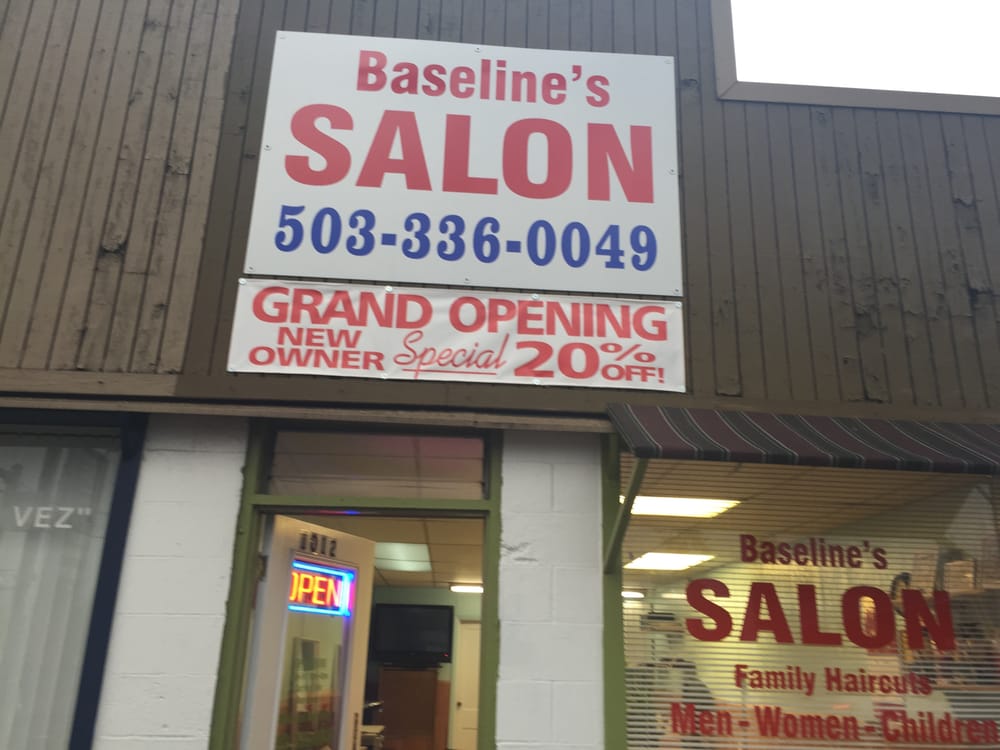 Baseline's
SALON
503-336-0049
GRAND OPENING
NEW
OWNER Special 20% OFF!
VEZ"
OPEN
Baseline's
SALON
Family Haircuts
Men - Women - Children